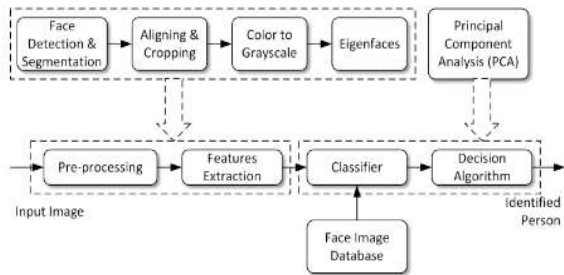 Face
Detection &
Segmentation
Aligning &
Cropping
Color to
Grayscale
Eigenfaces
Principal
Component
Analysis (PCA)
Pre-processing
Features
Extraction
Classifier
Decision
Algorithm
Input Image
Identified
Person
Face Image
Database